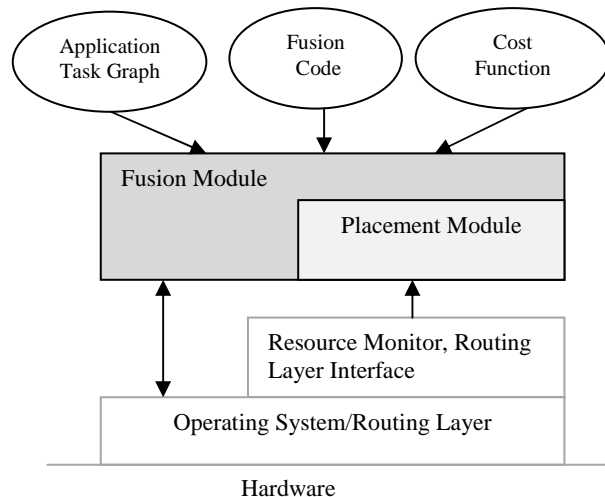 Application
Task Graph
Fusion
Code
Cost
Function
Fusion Module
Placement Module
Resource Monitor, Routing
Layer Interface
Operating System/Routing Layer
Hardware